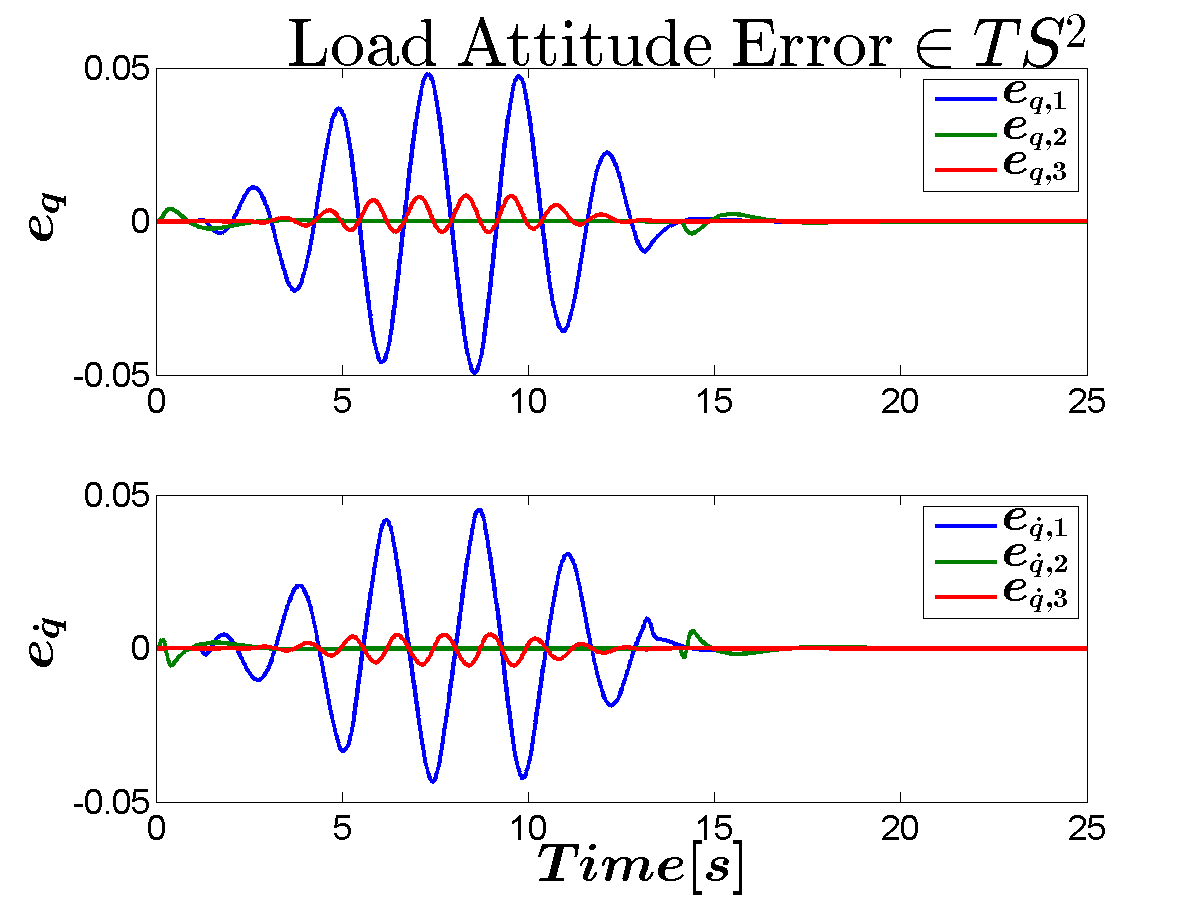 Load Attitude Error ∈ TS²
0.05
0
-0.05
e_q
0 5 10 15 20 25
e_{q,1}
e_{q,2}
e_{q,3}
0.05
0
-0.05
e_{q̇}
0 5 10 15 20 25
e_{q̇,1}
e_{q̇,2}
e_{q̇,3}
Time[s]